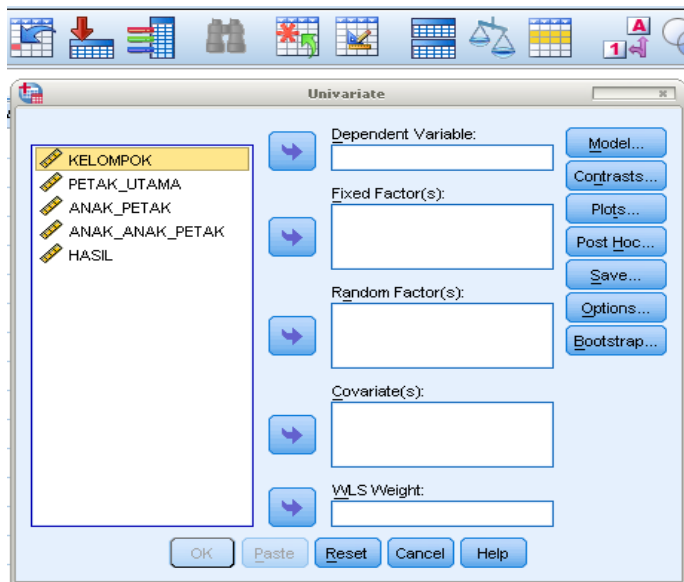 A
1
Univariate
KELOMPOK
PETAK_UTAMA
ANAK_PETAK
ANAK_ANAK_PETAK
HASIL
Dependent Variable:
Fixed Factor(s):
Random Factor(s):
Covariate(s):
WLS Weight:
Model...
Contrasts...
Plots...
Post Hoc...
Save...
Options...
Bootstrap...
OK
Paste
Reset
Cancel
Help